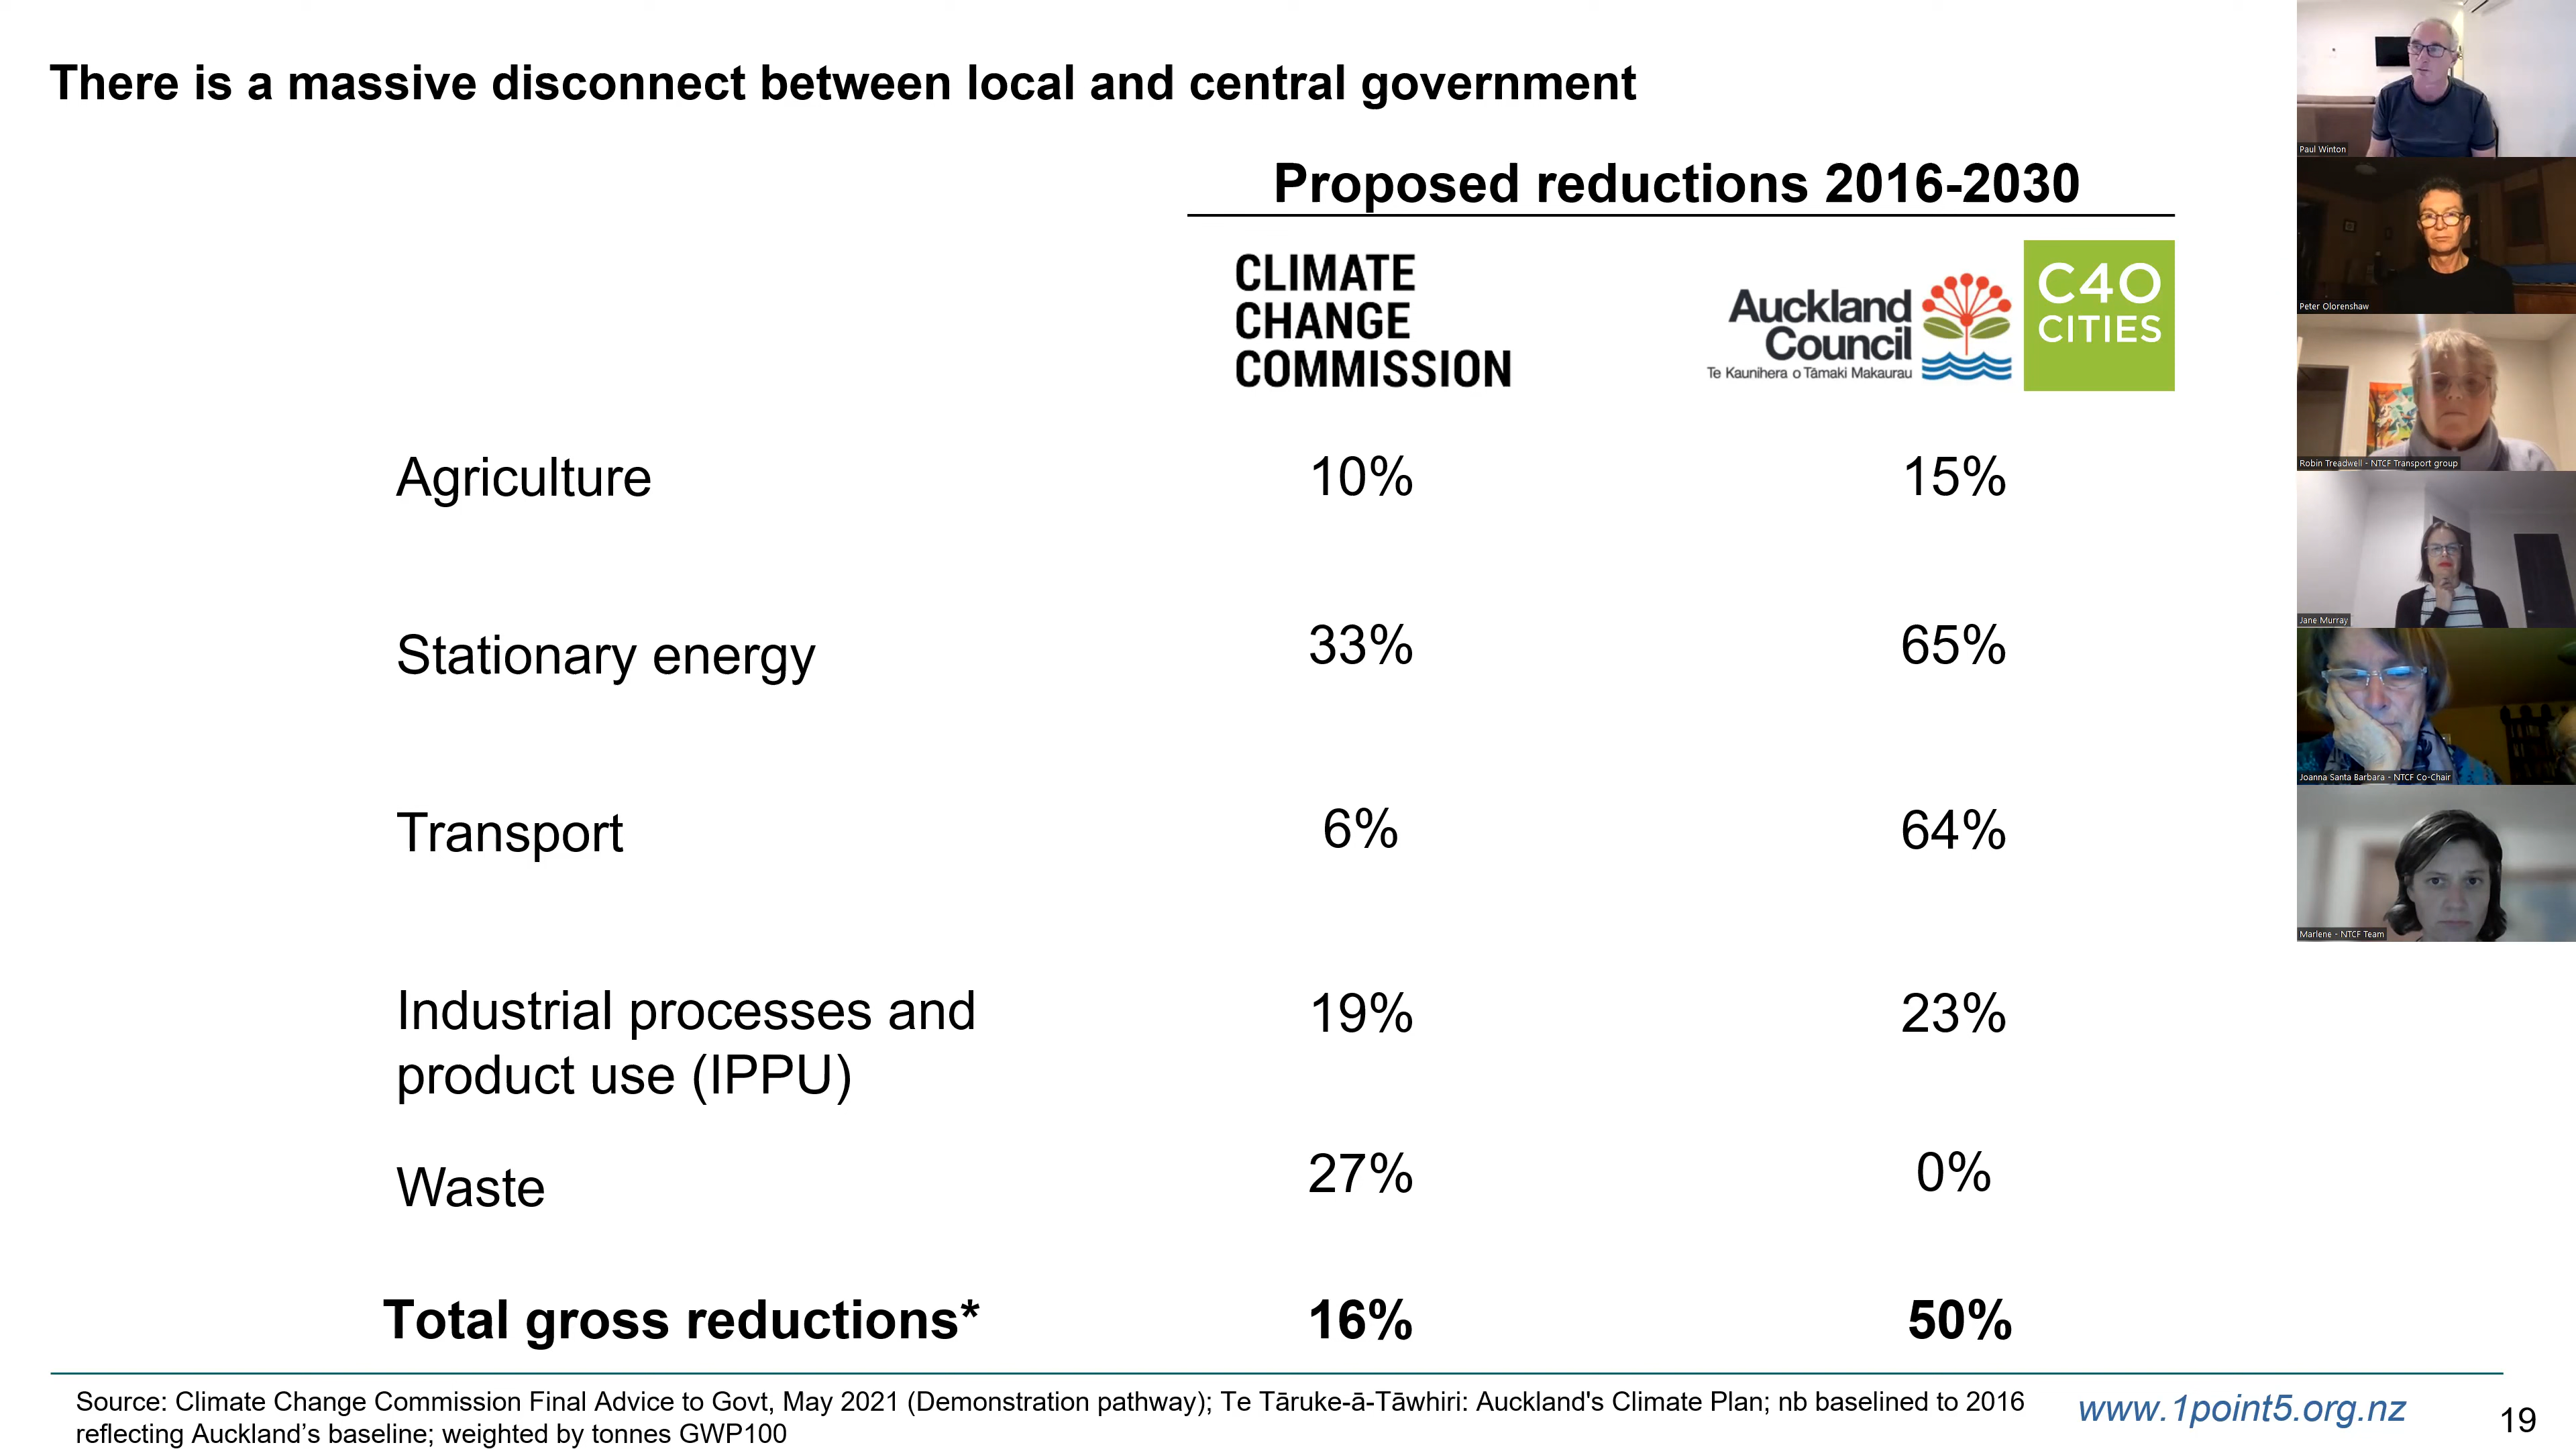 There is a massive disconnect between local and central government
Proposed reductions 2016-2030
CLIMATE
CHANGE
COMMISSION
Auckland
Council
Te Kaunihera o Tāmaki Makaurau
C40
CITIES
Agriculture 10% 15%
Stationary energy 33% 65%
Transport 6% 64%
Industrial processes and
product use (IPPU) 19% 23%
Waste 27% 0%
Total gross reductions* 16% 50%
Source: Climate Change Commission Final Advice to Govt, May 2021 (Demonstration pathway); Te Tāruke-ā-Tāwhiri: Auckland's Climate Plan; nb baselined to 2016
reflecting Auckland’s baseline; weighted by tonnes GWP100
www.1point5.org.nz
19
Paul Winton
Peter Olorenshaw
Robin Treadwell - NTCF Transport group
Jane Murray
Joanna Santa Barbara - NTCF Co-Chair
Marlene - NTCF Team